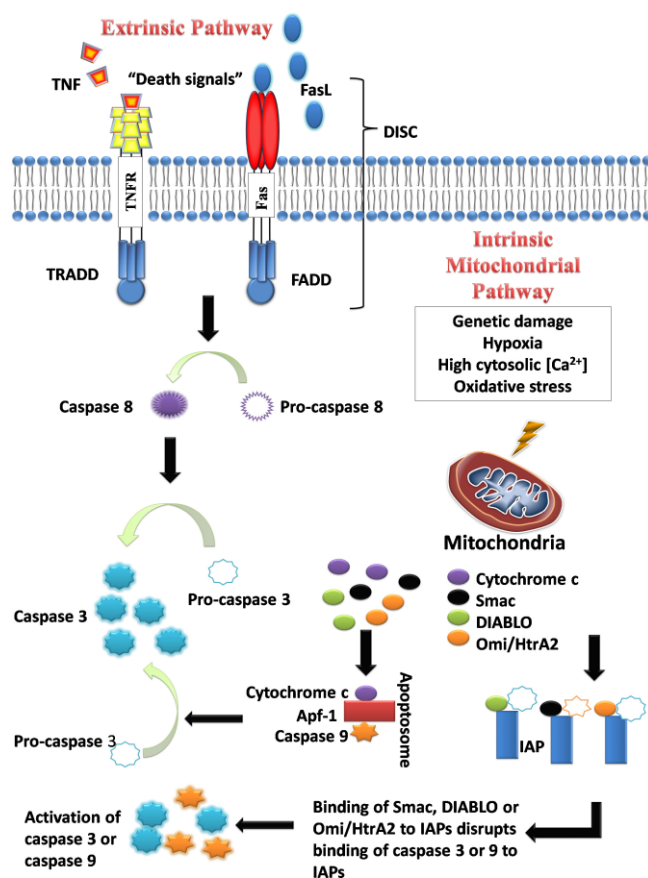 Extrinsic Pathway
TNF
“Death signals”
FasL
DISC
TNFR
Fas
TRADD
FADD
Intrinsic
Mitochondrial
Pathway
Genetic damage
Hypoxia
High cytosolic [Ca²⁺]
Oxidative stress
Caspase 8
Pro-caspase 8
Mitochondria
Cytochrome c
Smac
DIABLO
Omi/HtrA2
Pro-caspase 3
Caspase 3
Cytochrome c
Apf-1
Caspase 9
Apoptosome
Pro-caspase 3
IAP
Activation of
caspase 3 or
caspase 9
Binding of Smac, DIABLO or
Omi/HtrA2 to IAPs disrupts
binding of caspase 3 or 9 to
IAPs